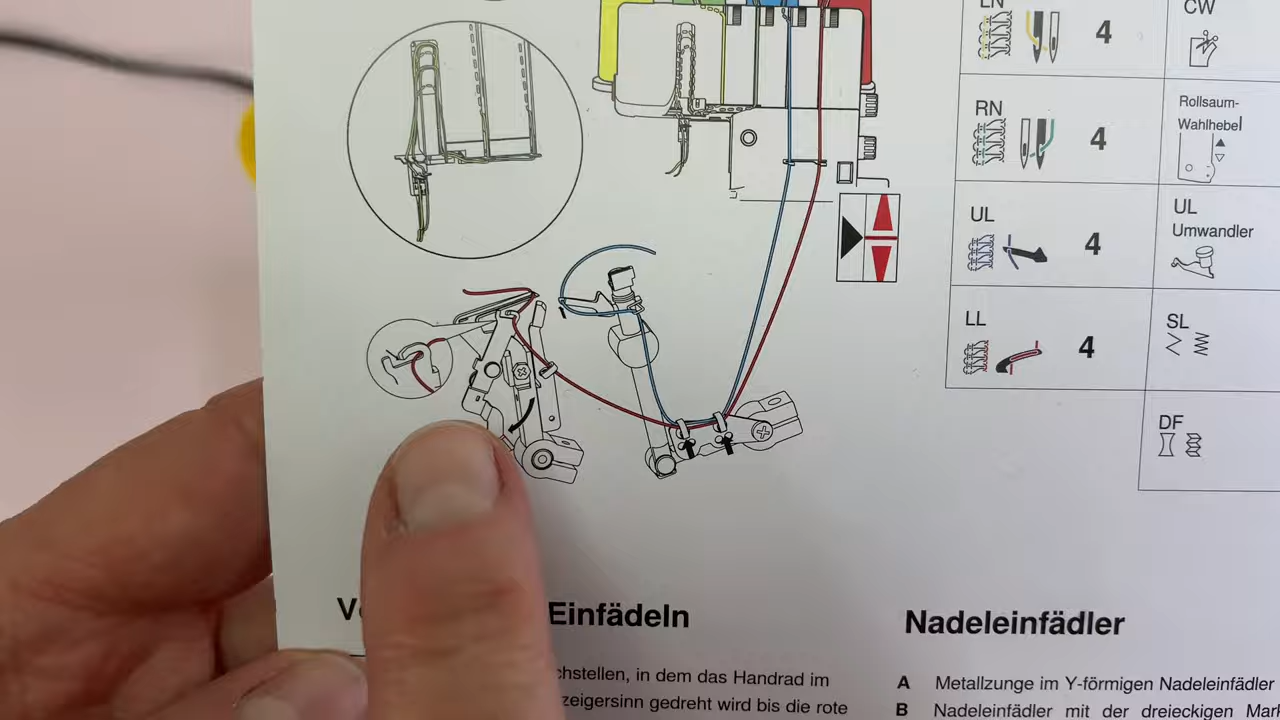 LN
4
CW
RN
4
Rollsaum-
Wahlhebel
UL
4
UL
Umwandler
LL
4
SL
DF
Einfädeln
chstellen, in dem das Handrad im
zeigersinn gedreht wird bis die rote
Nadeleinfädler
A Metallzunge im Y-förmigen Nadeleinfädler
B Nadeleinfädler mit der dreieckigen